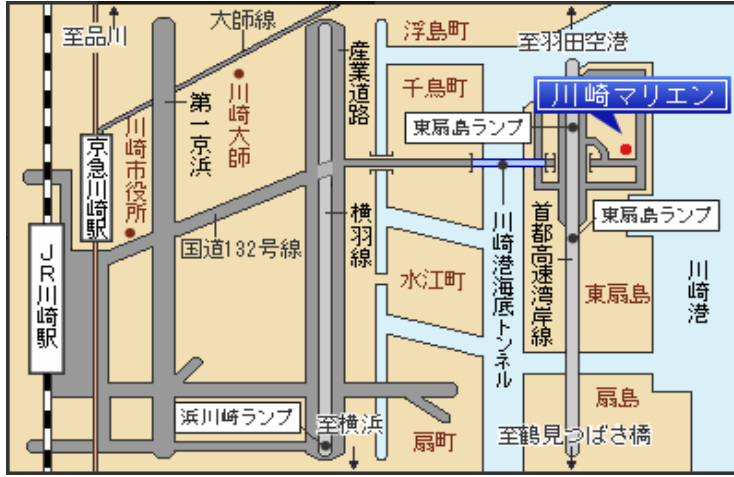 至品川
大師線
産業道路
浮島町
至羽田空港
川崎マリエン
千鳥町
東扇島ランプ
川崎大師
第一京浜
川崎市役所
京急川崎駅
国道132号線
横羽線
川崎港海底トンネル
首都高速湾岸線
東扇島ランプ
JR川崎駅
水江町
東扇島
川崎港
浜川崎ランプ
至横浜
扇町
扇島
至鶴見つばさ橋